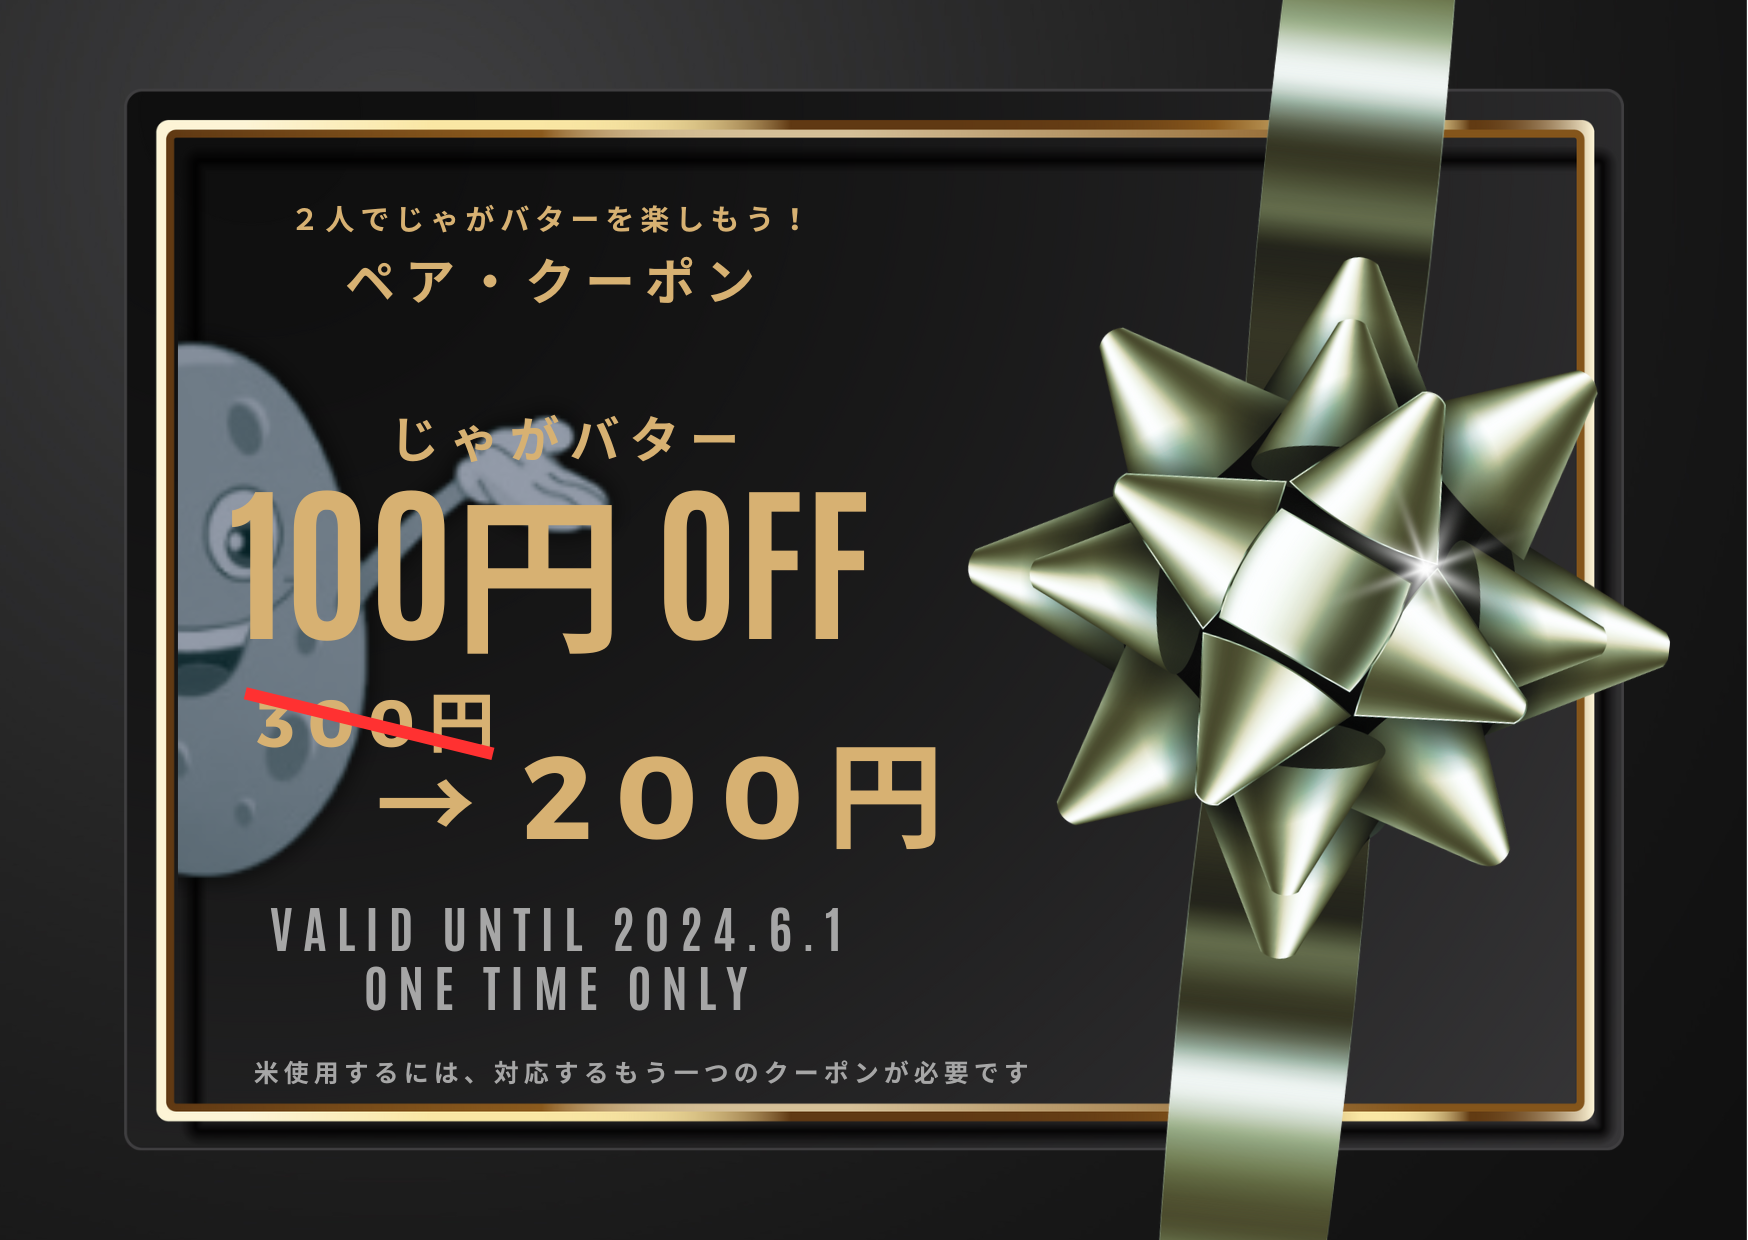 ２人でじゃがバターを楽しもう！
ペア・クーポン
じゃがバター
100円 OFF
300円
→ 200円
VALID UNTIL 2024.6.1
ONE TIME ONLY
米使用するには、対応するもう一つのクーポンが必要です